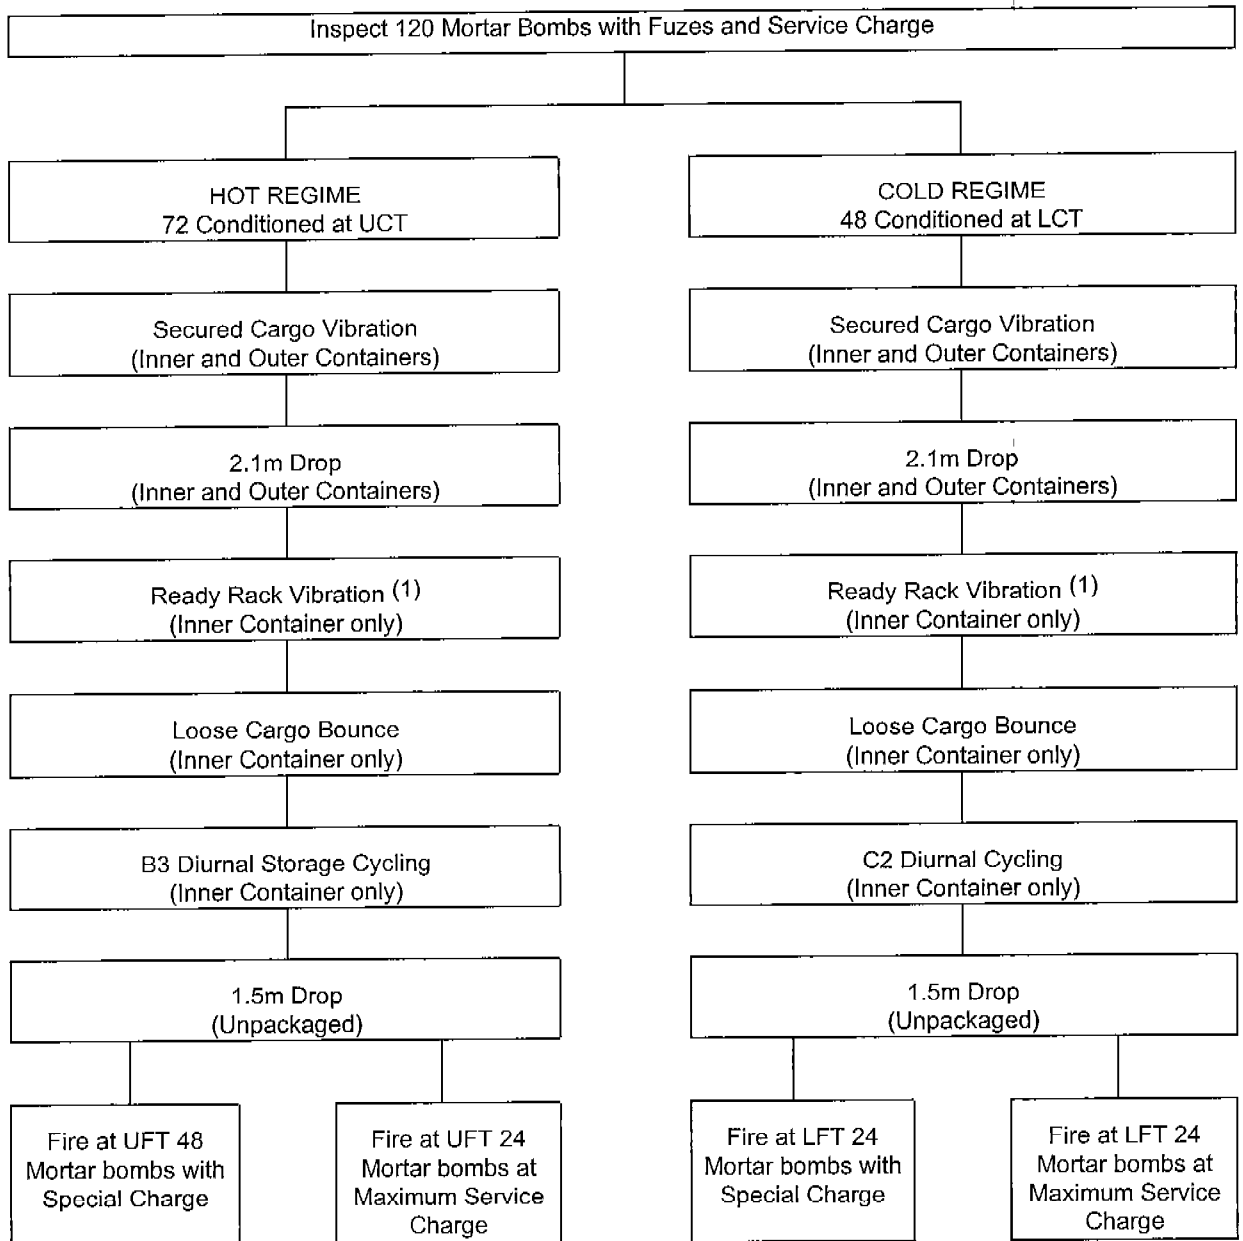 Inspect 120 Mortar Bombs with Fuzes and Service Charge
HOT REGIME
72 Conditioned at UCT
COLD REGIME
48 Conditioned at LCT
Secured Cargo Vibration
(Inner and Outer Containers)
Secured Cargo Vibration
(Inner and Outer Containers)
2.1m Drop
(Inner and Outer Containers)
2.1m Drop
(Inner and Outer Containers)
Ready Rack Vibration (1)
(Inner Container only)
Ready Rack Vibration (1)
(Inner Container only)
Loose Cargo Bounce
(Inner Container only)
Loose Cargo Bounce
(Inner Container only)
B3 Diurnal Storage Cycling
(Inner Container only)
C2 Diurnal Cycling
(Inner Container only)
1.5m Drop
(Unpackaged)
1.5m Drop
(Unpackaged)
Fire at UFT 48
Mortar bombs with
Special Charge
Fire at UFT 24
Mortar bombs at
Maximum Service
Charge
Fire at LFT 24
Mortar bombs with
Special Charge
Fire at LFT 24
Mortar bombs at
Maximum Service
Charge